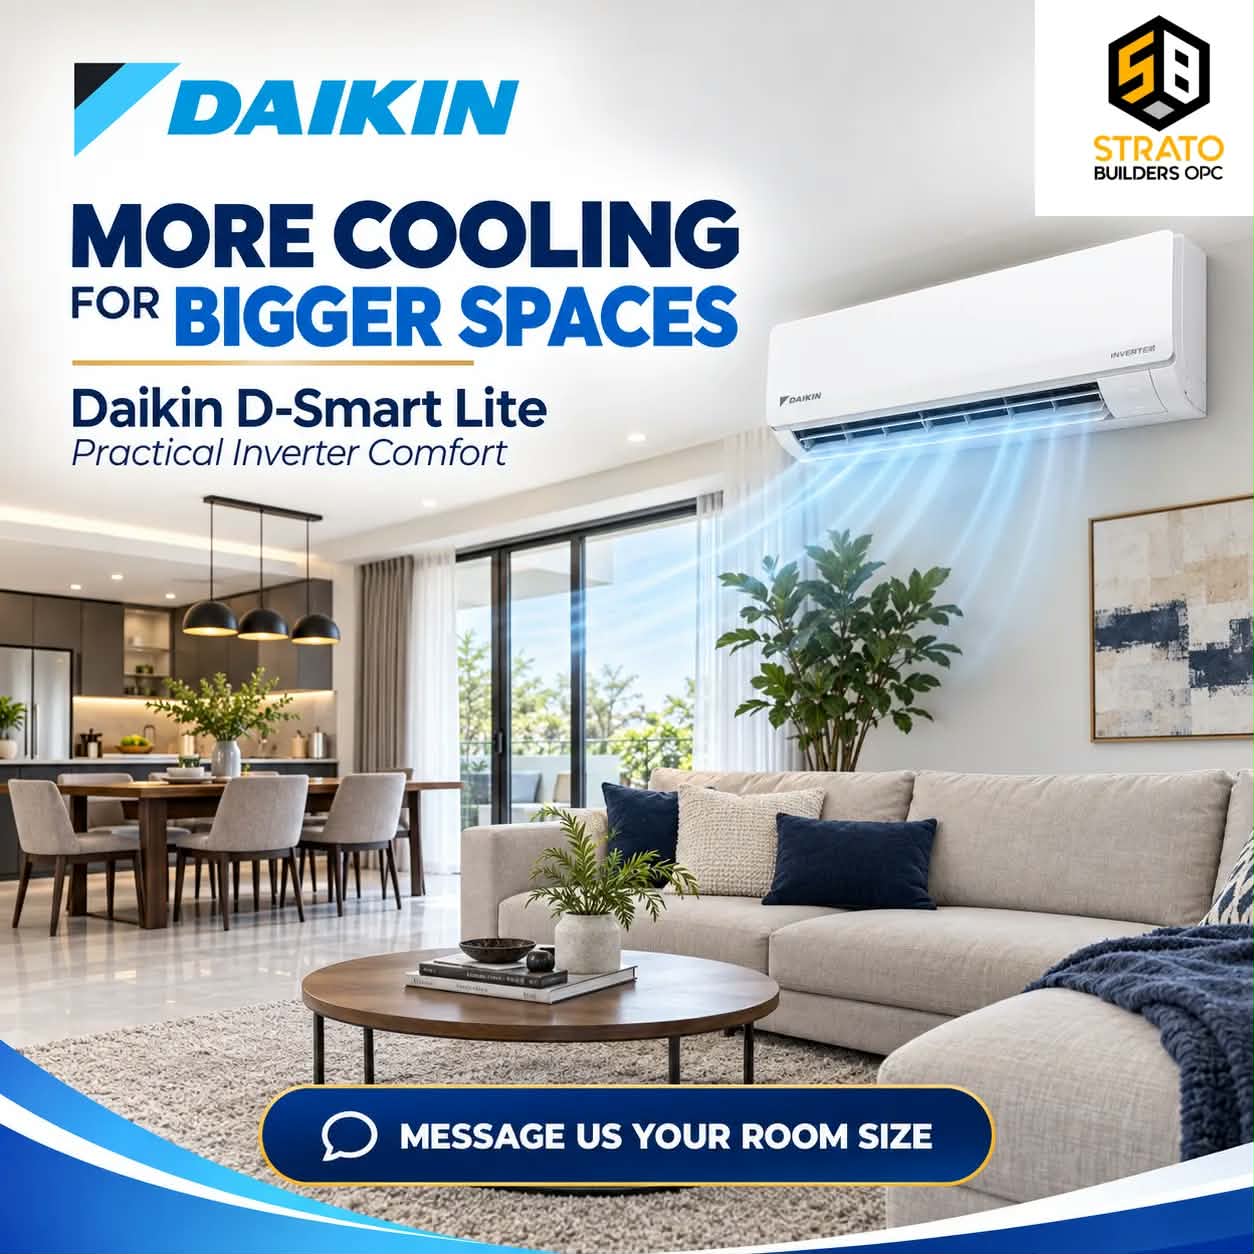 DAIKIN
SB
STRATO
BUILDERS OPC
MORE COOLING
FOR BIGGER SPACES
Daikin D-Smart Lite
Practical Inverter Comfort
INVERTER
DAIKIN
MESSAGE US YOUR ROOM SIZE